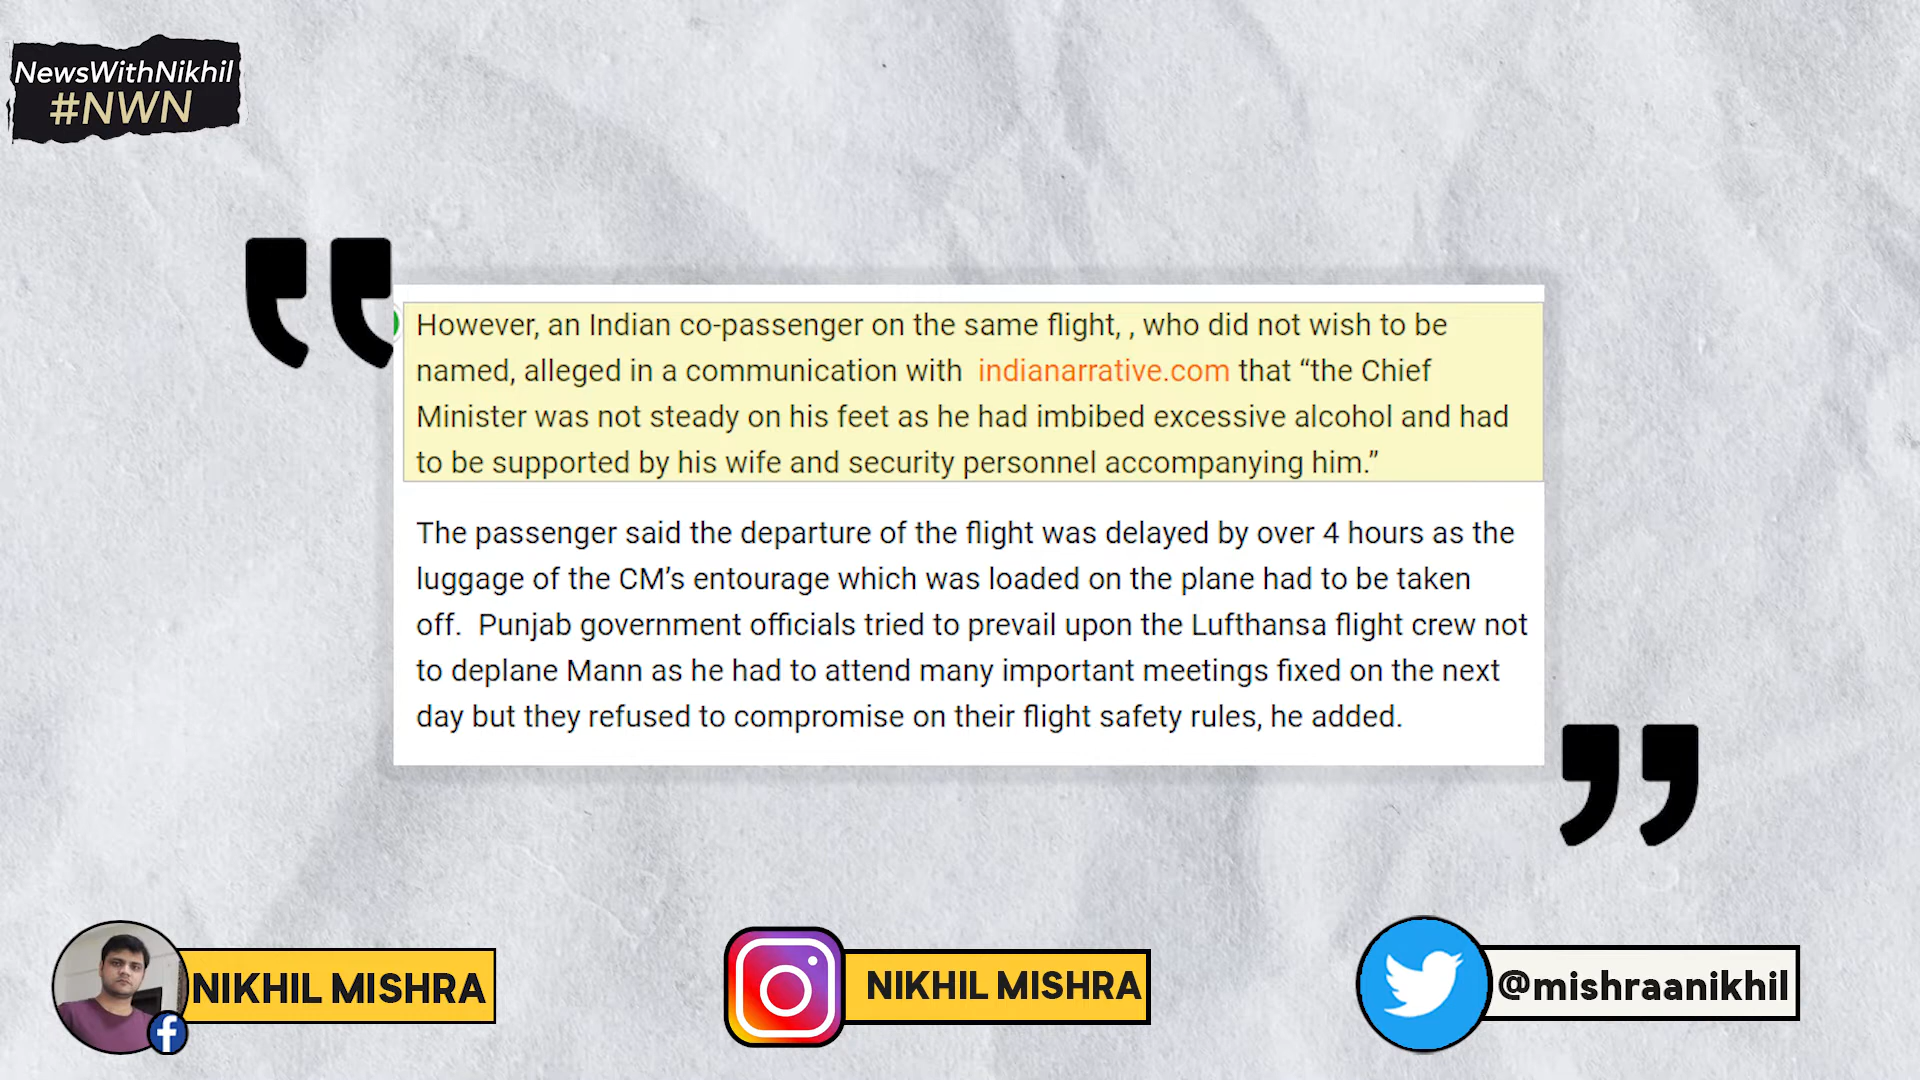 NewsWithNikhil
#NWN
However, an Indian co-passenger on the same flight, , who did not wish to be
named, alleged in a communication with indianarrative.com that “the Chief
Minister was not steady on his feet as he had imbibed excessive alcohol and had
to be supported by his wife and security personnel accompanying him.”
The passenger said the departure of the flight was delayed by over 4 hours as the
luggage of the CM’s entourage which was loaded on the plane had to be taken
off. Punjab government officials tried to prevail upon the Lufthansa flight crew not
to deplane Mann as he had to attend many important meetings fixed on the next
day but they refused to compromise on their flight safety rules, he added.
NIKHIL MISHRA
NIKHIL MISHRA
@mishraanikhil